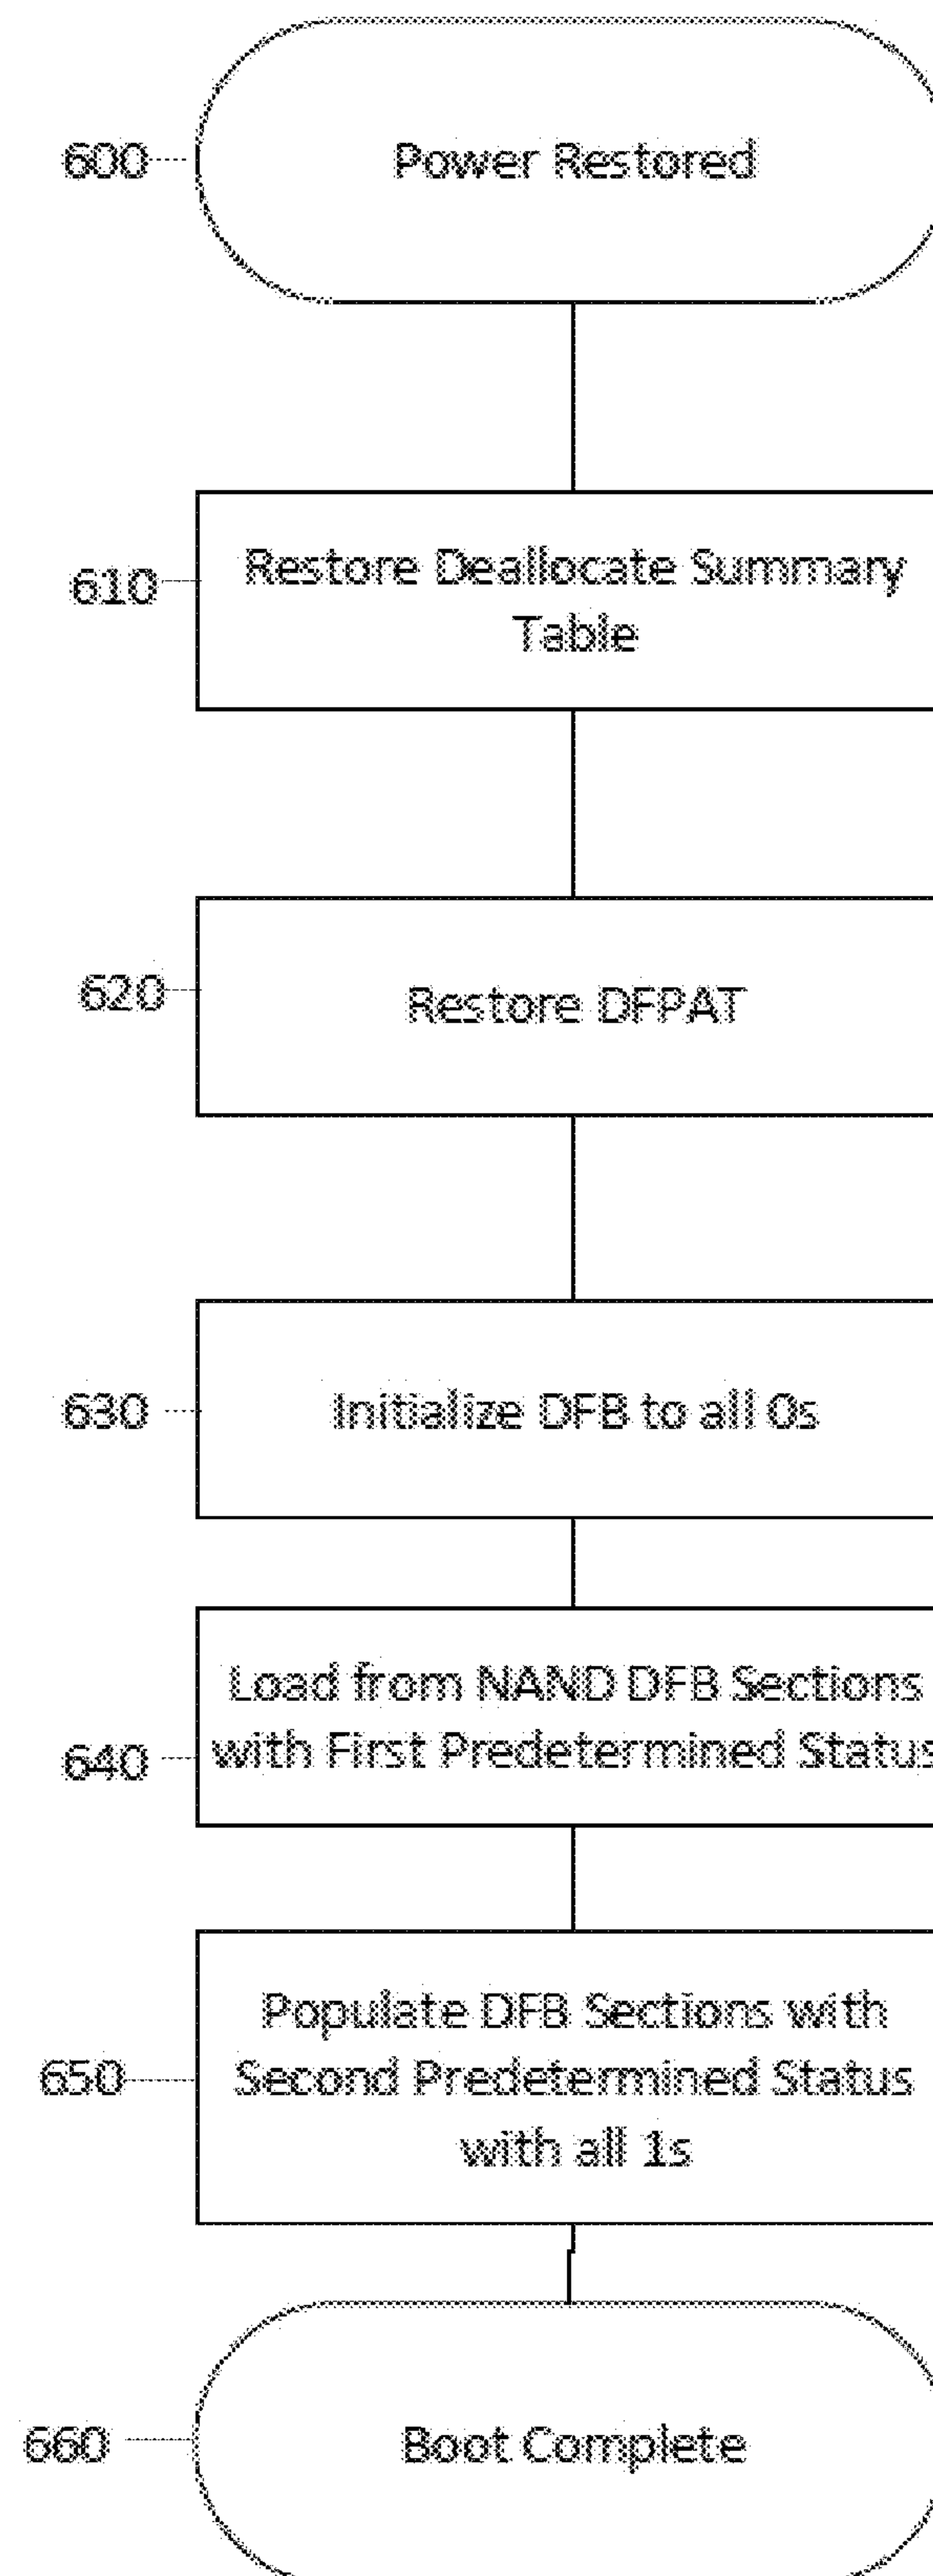 600
Power Restored
610
Restore Deallocate Summary
Table
620
Restore DFPAT
630
Initialize DFB to all 0s
640
Load from NAND DFB Sections
with First Predetermined Status
650
Populate DFB Sections with
Second Predetermined Status
with all 1s
660
Boot Complete